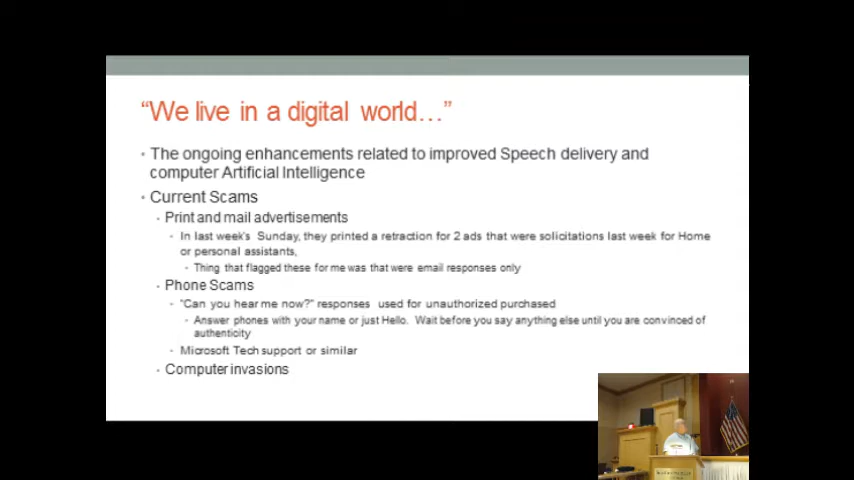 “We live in a digital world…”
• The ongoing enhancements related to improved Speech delivery and
computer Artificial Intelligence
• Current Scams
• Print and mail advertisements
• In last week's Sunday, they printed a retraction for 2 ads that were solicitations last week for Home
or personal assistants,
• Thing that flagged these for me was that were email responses only
• Phone Scams
• “Can you hear me now?” responses used for unauthorized purchased
• Answer phones with your name or just Hello. Wait before you say anything else until you are convinced of
authenticity
• Microsoft Tech support or similar
• Computer invasions